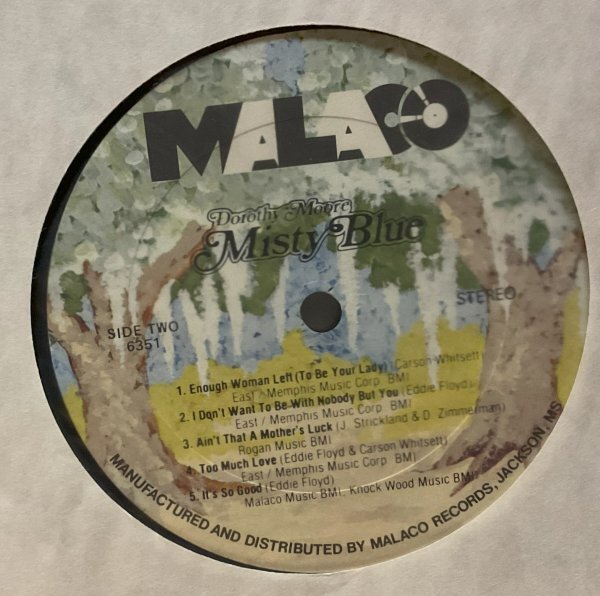 MALACO
Dorothy Moore
Misty Blue
STEREO
SIDE TWO
6351
1. Enough Woman Left (To Be Your Lady) (Carson Whitsett)
East / Memphis Music Corp. BMI
2. I Don't Want To Be With Nobody But You (Eddie Floyd)
East / Memphis Music Corp. BMI
3. Ain't That A Mother's Luck (J. Strickland & D. Zimmerman)
Rogan Music BMI
4. Too Much Love (Eddie Floyd & Carson Whitsett)
East / Memphis Music Corp BMI
5. It's So Good (Eddie Floyd)
Malaco Music BMI, Knock Wood Music BMI
MANUFACTURED AND DISTRIBUTED BY MALACO RECORDS, JACKSON, MS